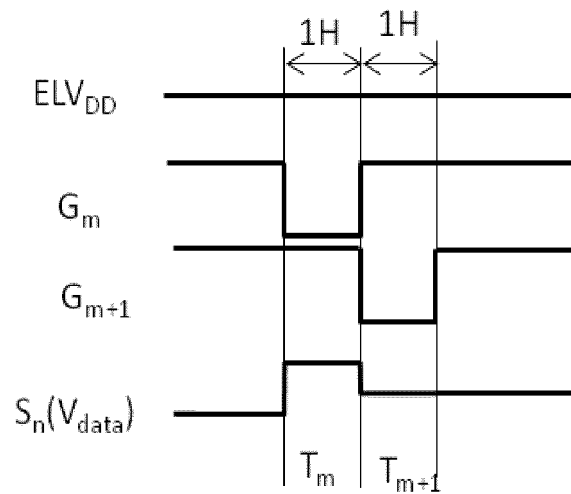 1H 1H
ELV_DD
G_m
G_m+1
S_n(V_data)
T_m T_m+1